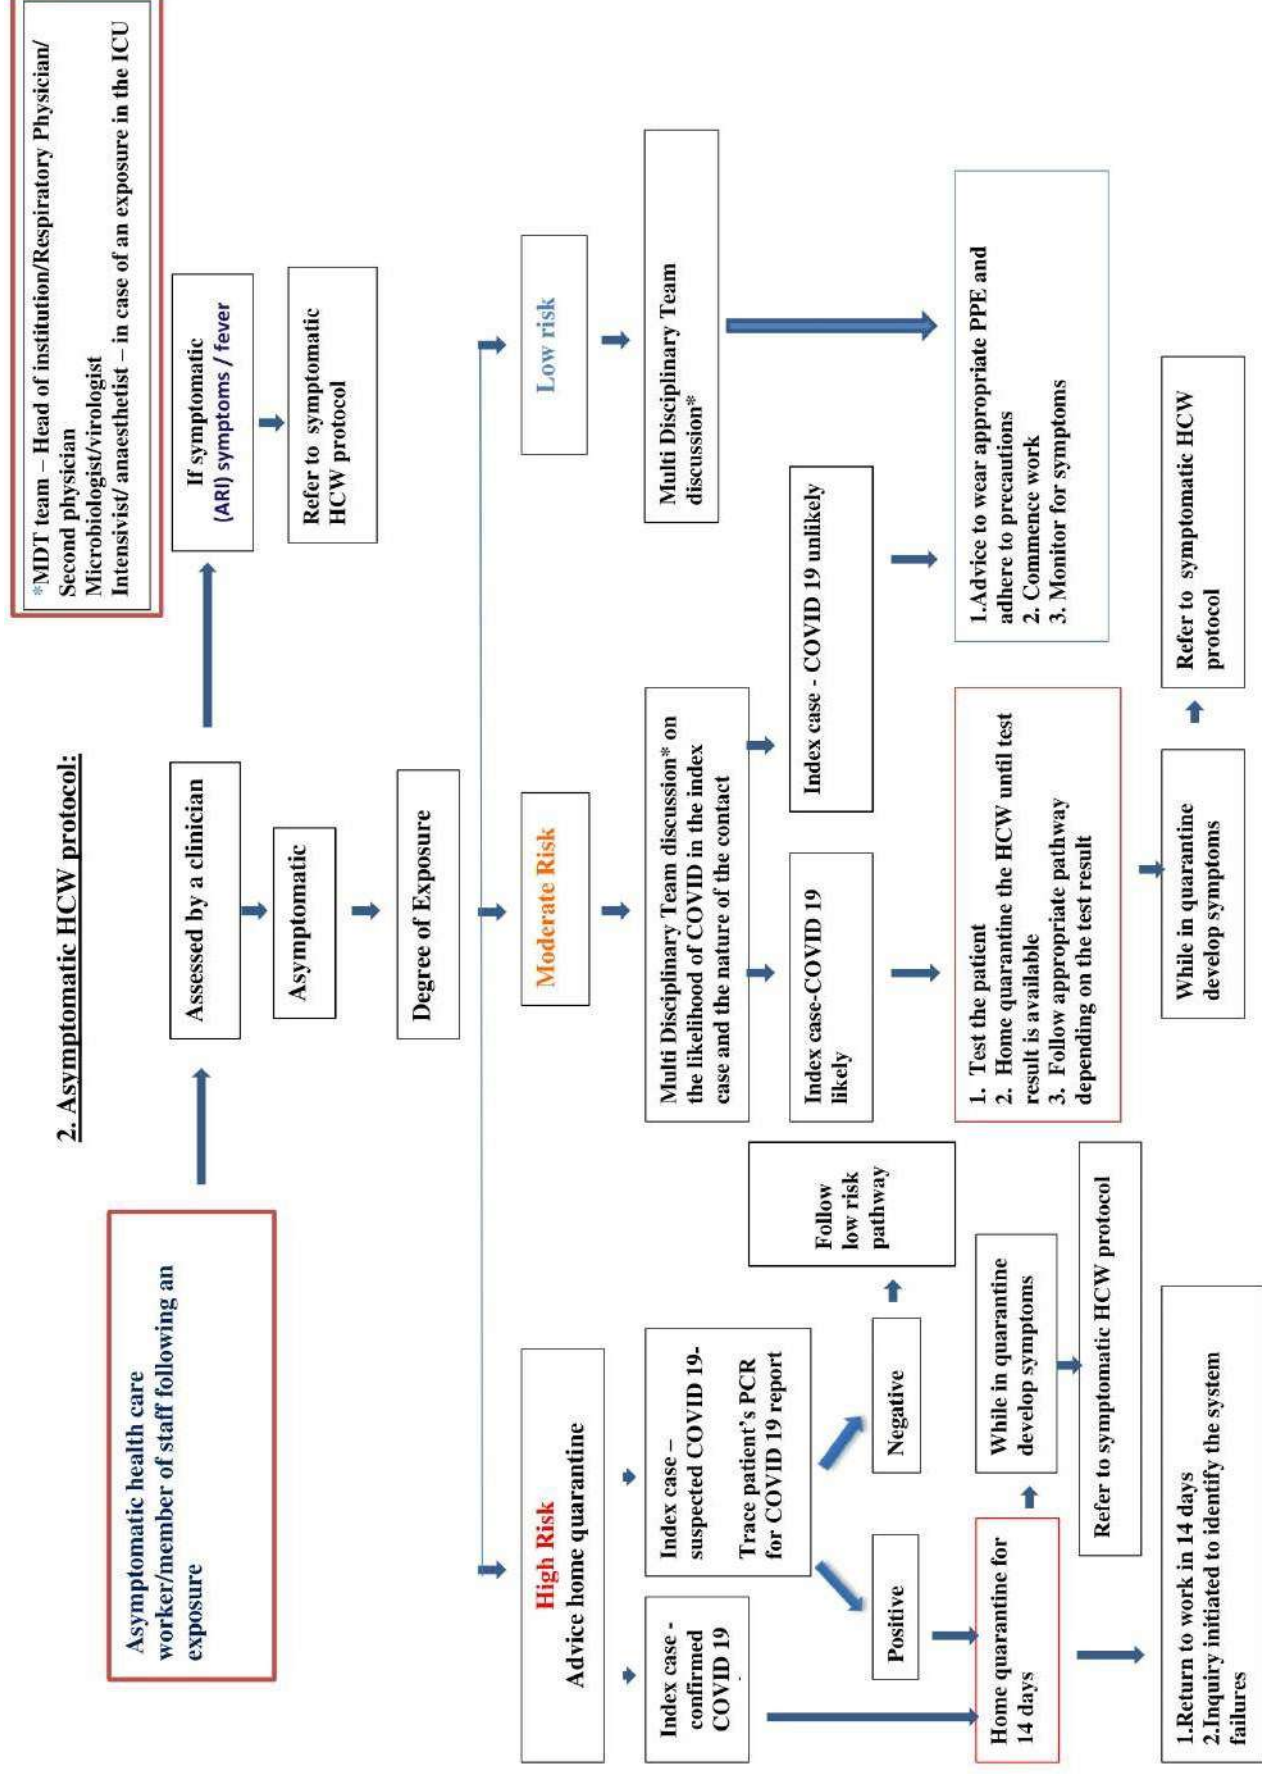 *MDT team – Head of institution/Respiratory Physician/
Second physician
Microbiologist/virologist
Intensivist/ anaesthetist – in case of an exposure in the ICU
2. Asymptomatic HCW protocol:
Asymptomatic health care
worker/member of staff following an
exposure
Assessed by a clinician
If symptomatic
(ARI) symptoms / fever
Asymptomatic
Refer to symptomatic
HCW protocol
Degree of Exposure
High Risk
Advice home quarantine
Moderate Risk
Low risk
Index case -
confirmed
COVID 19
Index case –
suspected COVID 19-
Trace patient's PCR
for COVID 19 report
Multi Disciplinary Team discussion* on
the likelihood of COVID in the index
case and the nature of the contact
Multi Disciplinary Team
discussion*
Follow
low risk
pathway
Index case-COVID 19
likely
Index case - COVID 19 unlikely
Positive
Negative
Home quarantine for
14 days
While in quarantine
develop symptoms
1. Test the patient
2. Home quarantine the HCW until test
result is available
3. Follow appropriate pathway
depending on the test result
1.Advice to wear appropriate PPE and
adhere to precautions
2. Commence work
3. Monitor for symptoms
Refer to symptomatic HCW protocol
1.Return to work in 14 days
2.Inquiry initiated to identify the system
failures
While in quarantine
develop symptoms
Refer to symptomatic HCW
protocol